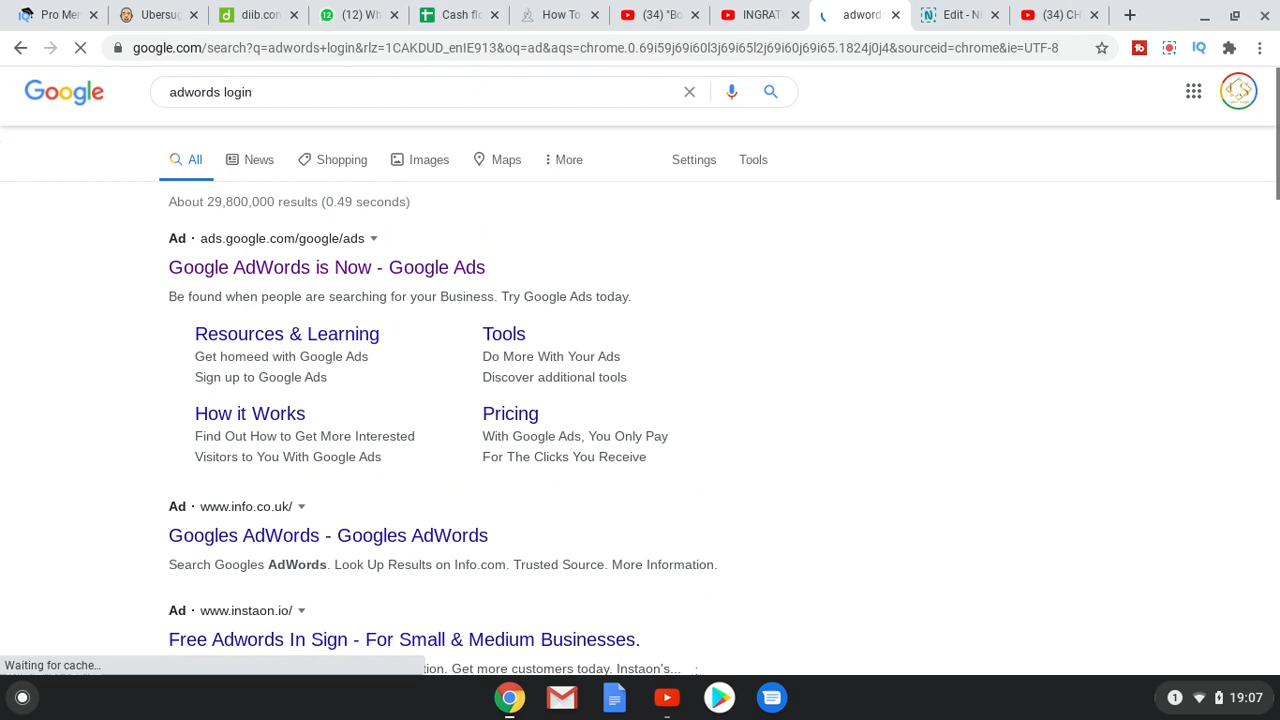 Pro Mem
Ubersug
diib.com
(12) Wh
Cash flo
How To
(34) "Bo
INGRAT
adword
Edit - Ni
(34) CH
google.com/search?q=adwords+login&rlz=1CAKDUD_enIE913&oq=ad&aqs=chrome.0.69i59j69i60l3j69i65l2j69i60j69i65.1824j0j4&sourceid=chrome&ie=UTF-8
Google
adwords login
All
News
Shopping
Images
Maps
More
Settings
Tools
About 29,800,000 results (0.49 seconds)
Ad · ads.google.com/google/ads
Google AdWords is Now - Google Ads
Be found when people are searching for your Business. Try Google Ads today.
Resources & Learning
Get homeed with Google Ads
Sign up to Google Ads
Tools
Do More With Your Ads
Discover additional tools
How it Works
Find Out How to Get More Interested
Visitors to You With Google Ads
Pricing
With Google Ads, You Only Pay
For The Clicks You Receive
Ad · www.info.co.uk/
Googles AdWords - Googles AdWords
Search Googles AdWords. Look Up Results on Info.com. Trusted Source. More Information.
Ad · www.instaon.io/
Free Adwords In Sign - For Small & Medium Businesses.
tion. Get more customers today. Instaon's...
Waiting for cache...
1
19:07